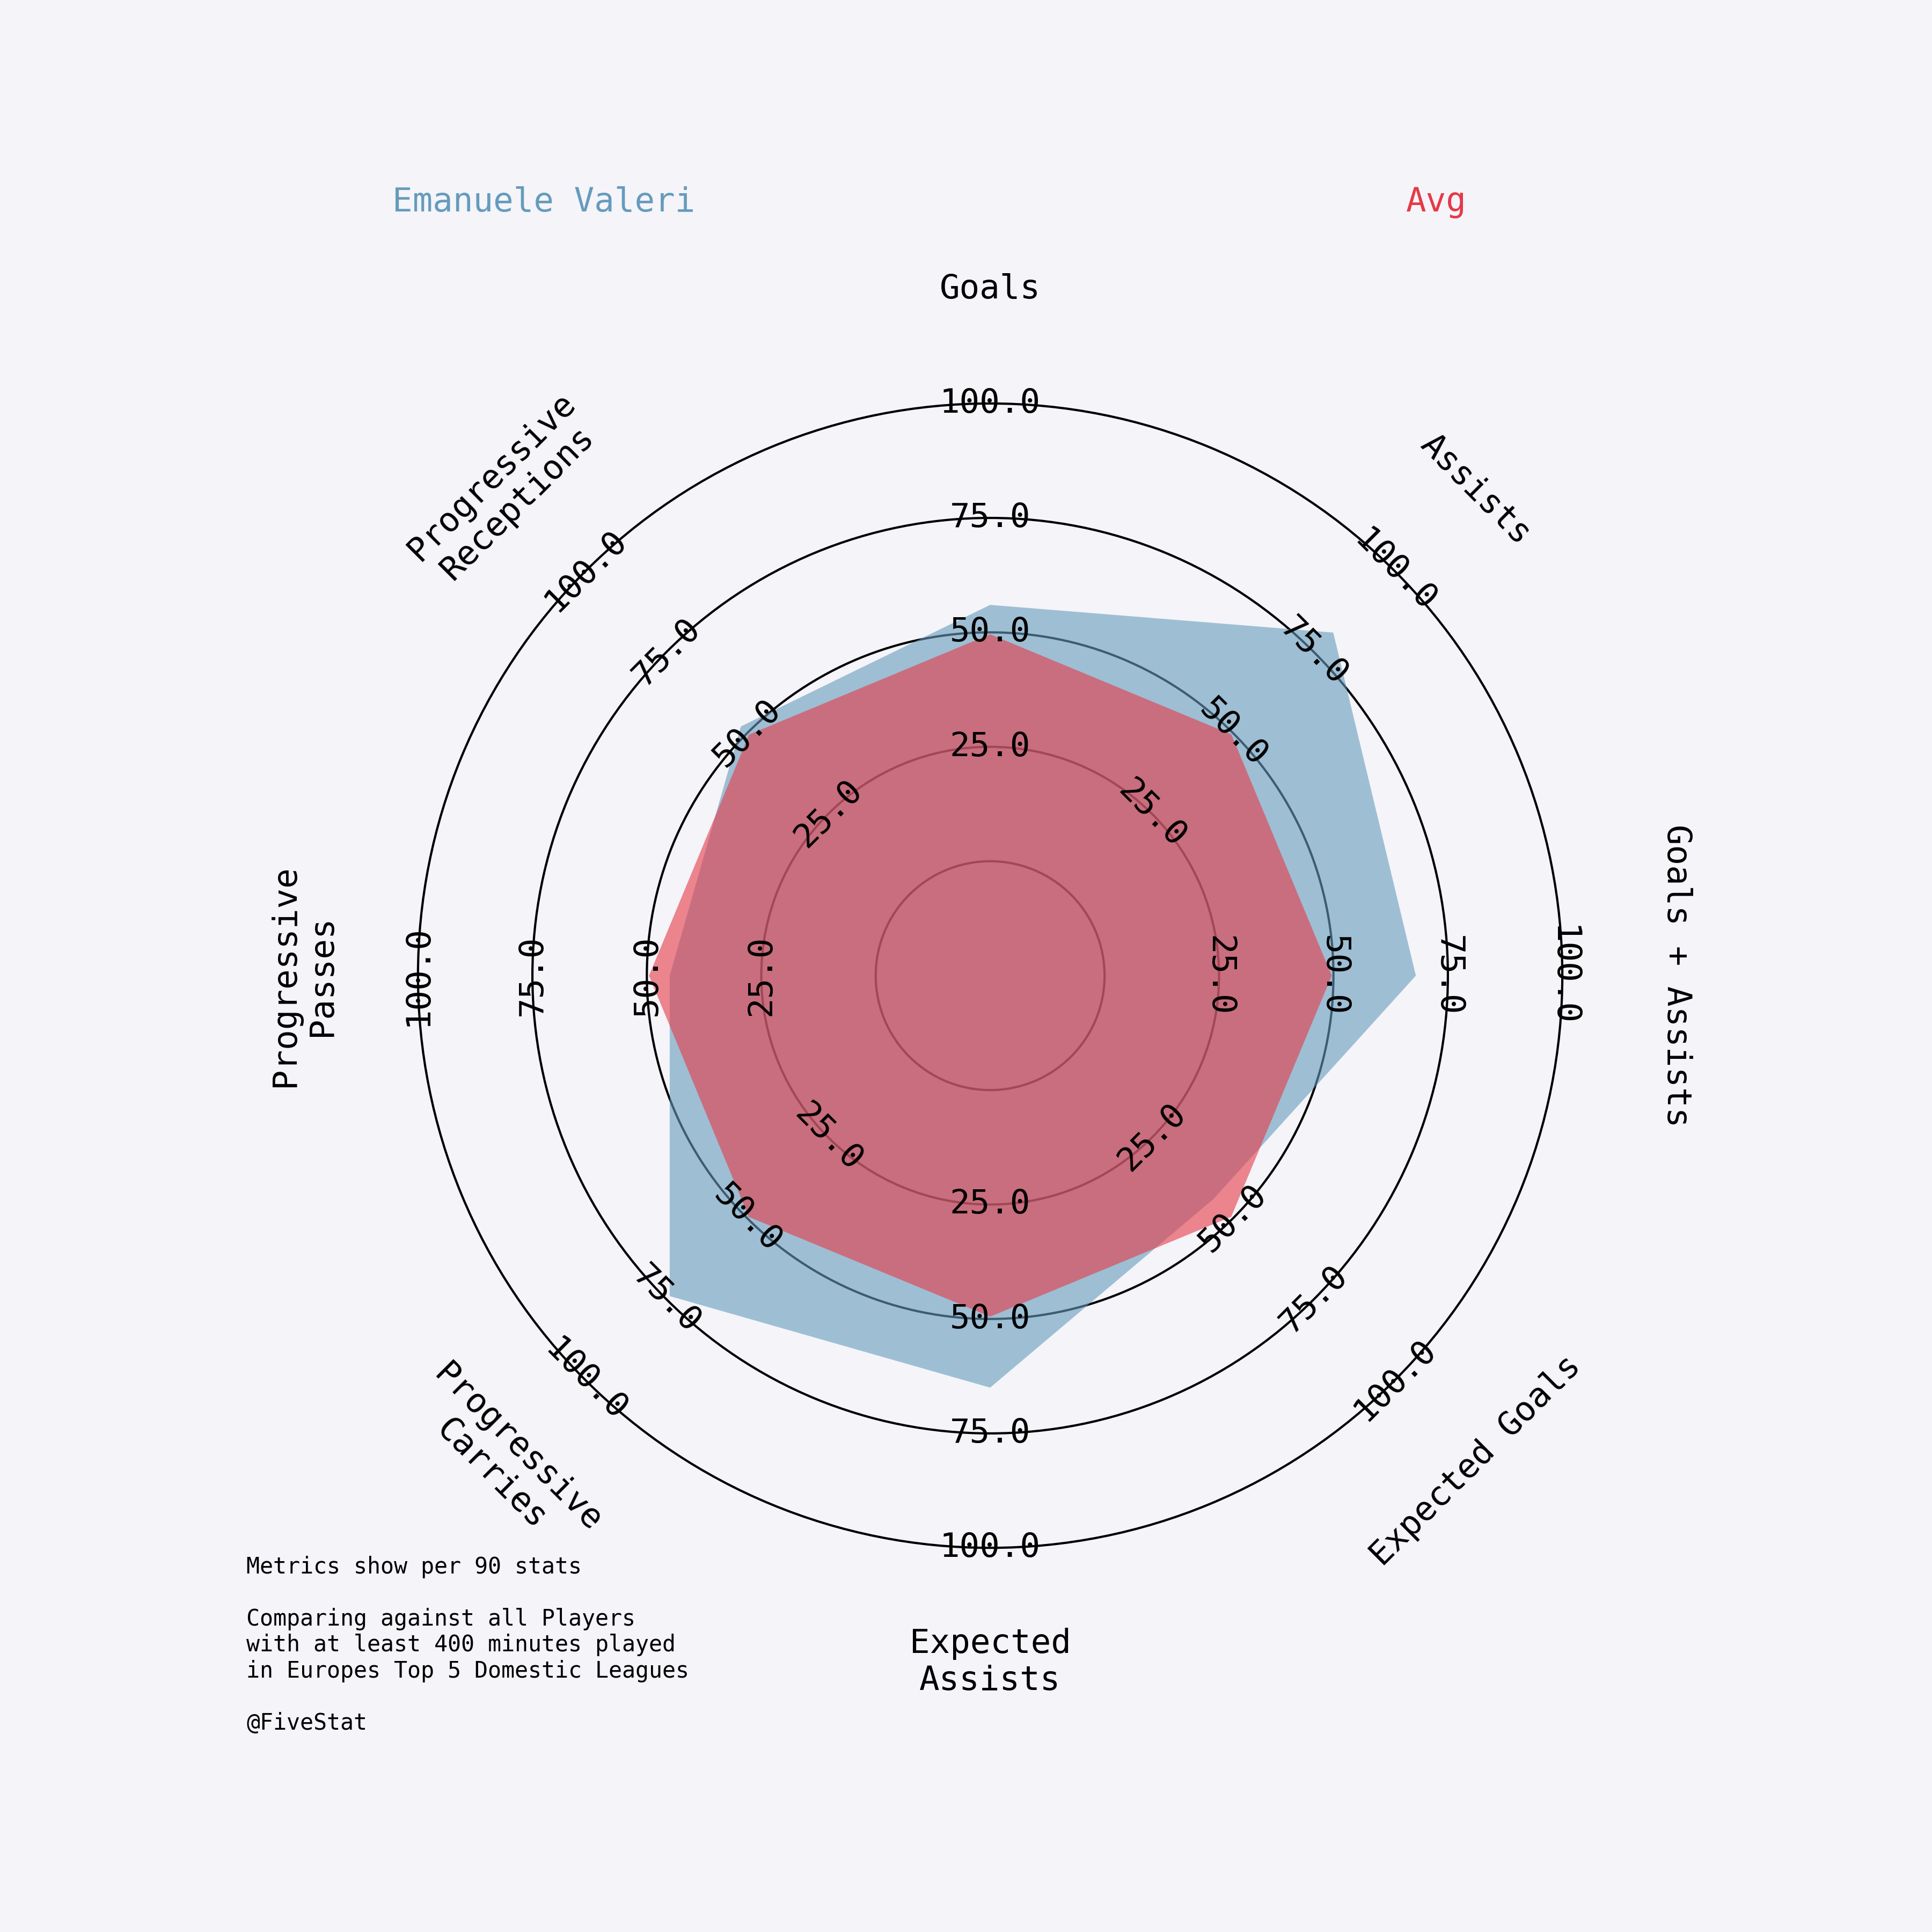 Emanuele Valeri
Avg
Goals
Assists
Goals + Assists
Expected Goals
Expected
Assists
Progressive
Carries
Progressive
Passes
Progressive
Receptions
25.0
50.0
75.0
100.0
25.0
50.0
75.0
100.0
25.0
50.0
75.0
100.0
25.0
50.0
75.0
100.0
25.0
50.0
75.0
100.0
25.0
50.0
75.0
100.0
25.0
50.0
75.0
100.0
25.0
50.0
75.0
100.0
Metrics show per 90 stats
Comparing against all Players
with at least 400 minutes played
in Europes Top 5 Domestic Leagues
@FiveStat